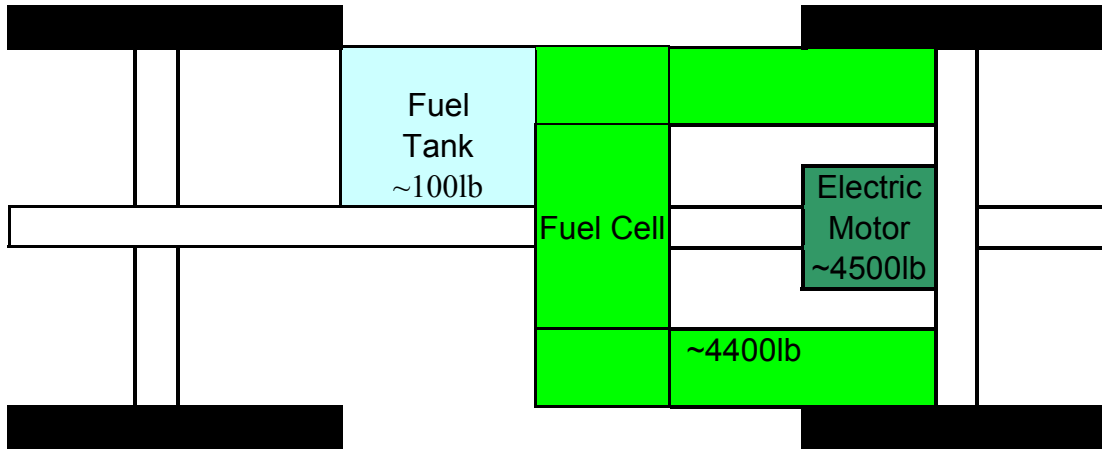 Fuel
Tank
~100lb
Fuel Cell
Electric
Motor
~4500lb
~4400lb